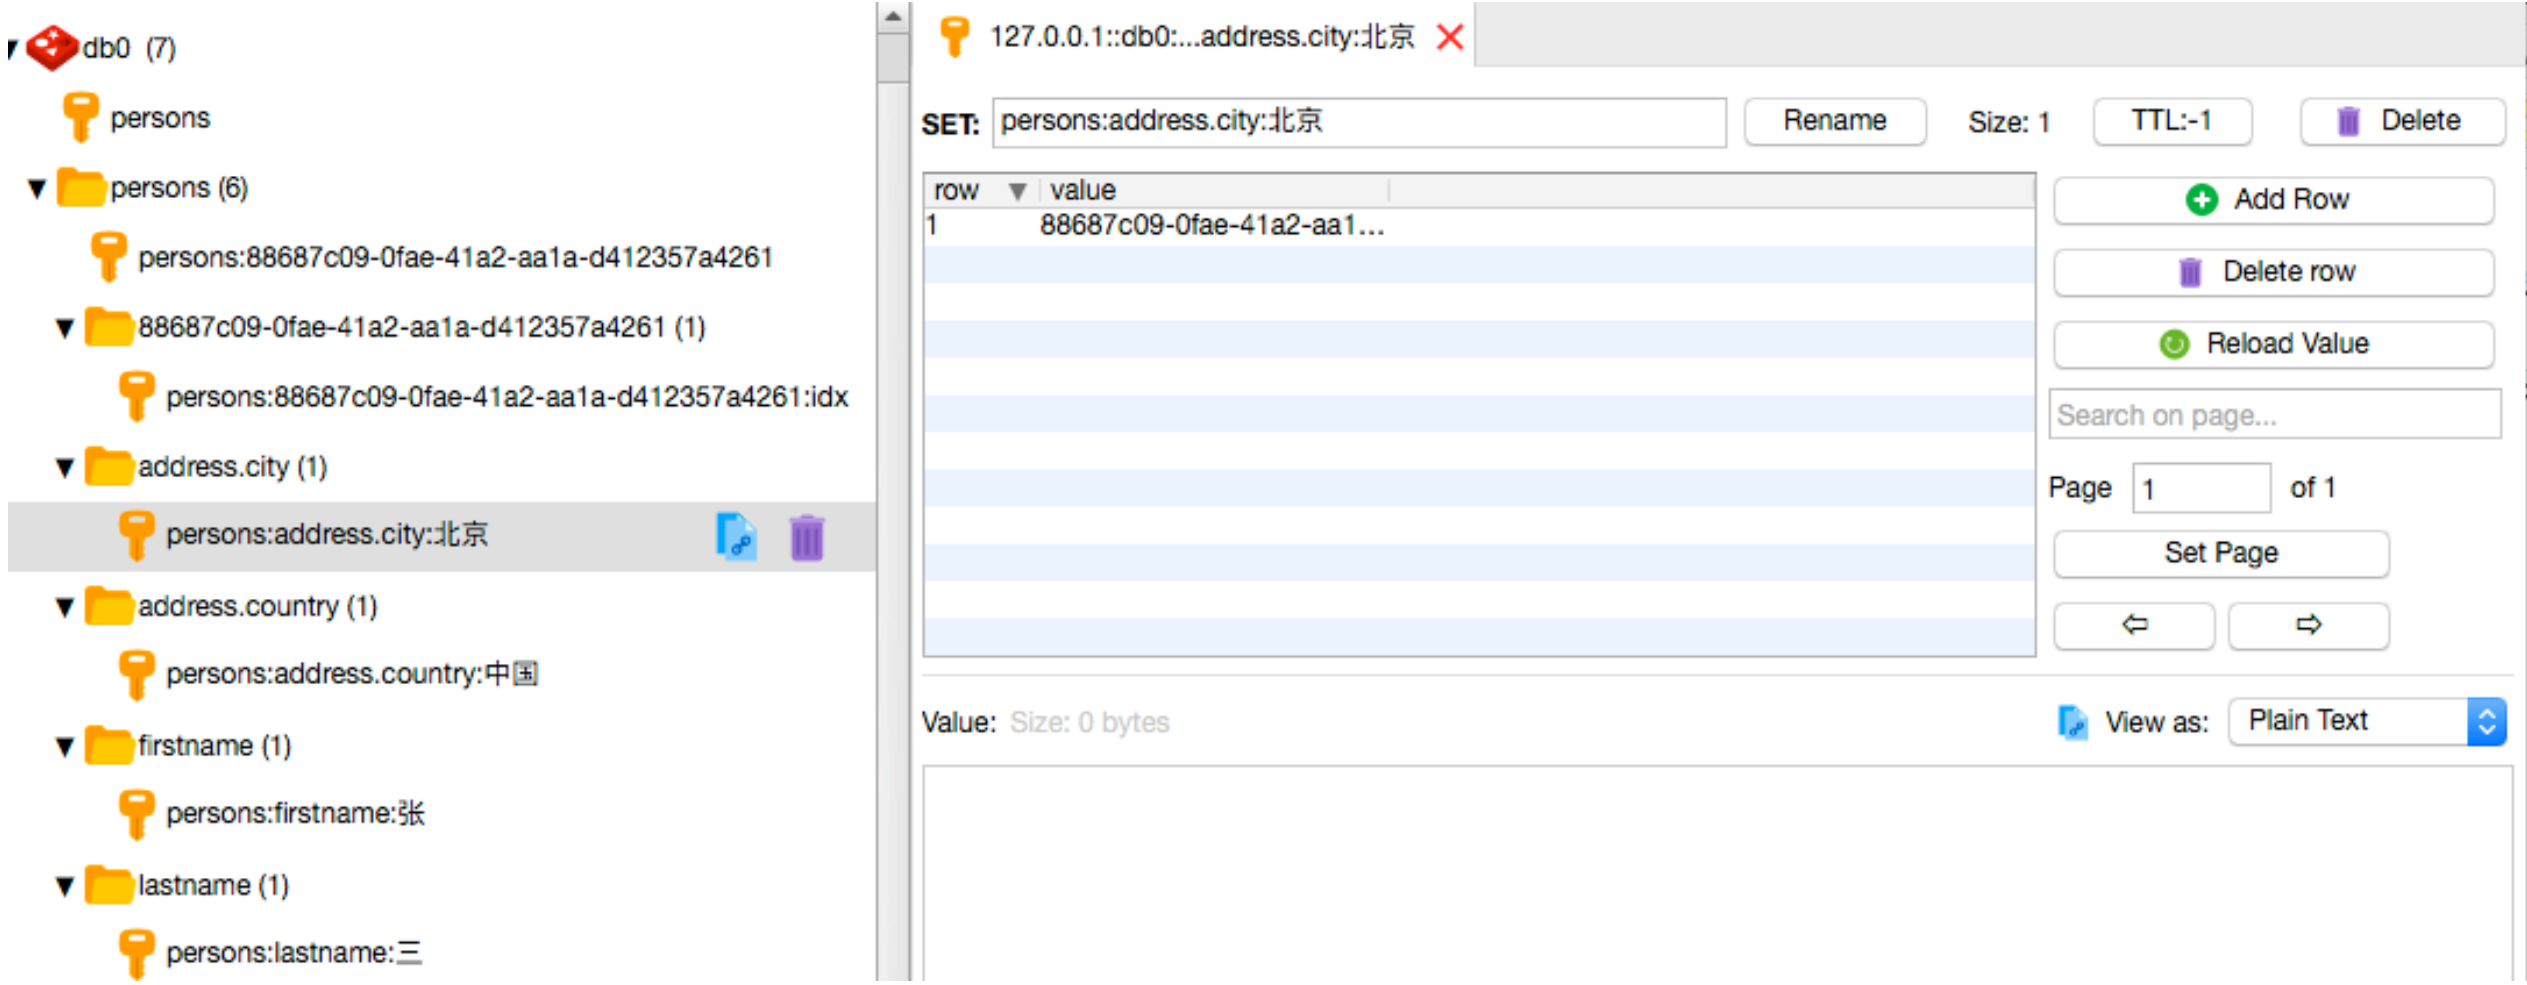 db0 (7)
persons
persons (6)
persons:88687c09-0fae-41a2-aa1a-d412357a4261
88687c09-0fae-41a2-aa1a-d412357a4261 (1)
persons:88687c09-0fae-41a2-aa1a-d412357a4261:idx
address.city (1)
persons:address.city:北京
address.country (1)
persons:address.country:中国
firstname (1)
persons:firstname:张
lastname (1)
persons:lastname:三
127.0.0.1::db0:...address.city:北京
SET: persons:address.city:北京 Rename Size: 1 TTL:-1 Delete
row value
1 88687c09-0fae-41a2-aa1...
Add Row
Delete row
Reload Value
Search on page...
Page 1 of 1
Set Page
Value: Size: 0 bytes View as: Plain Text